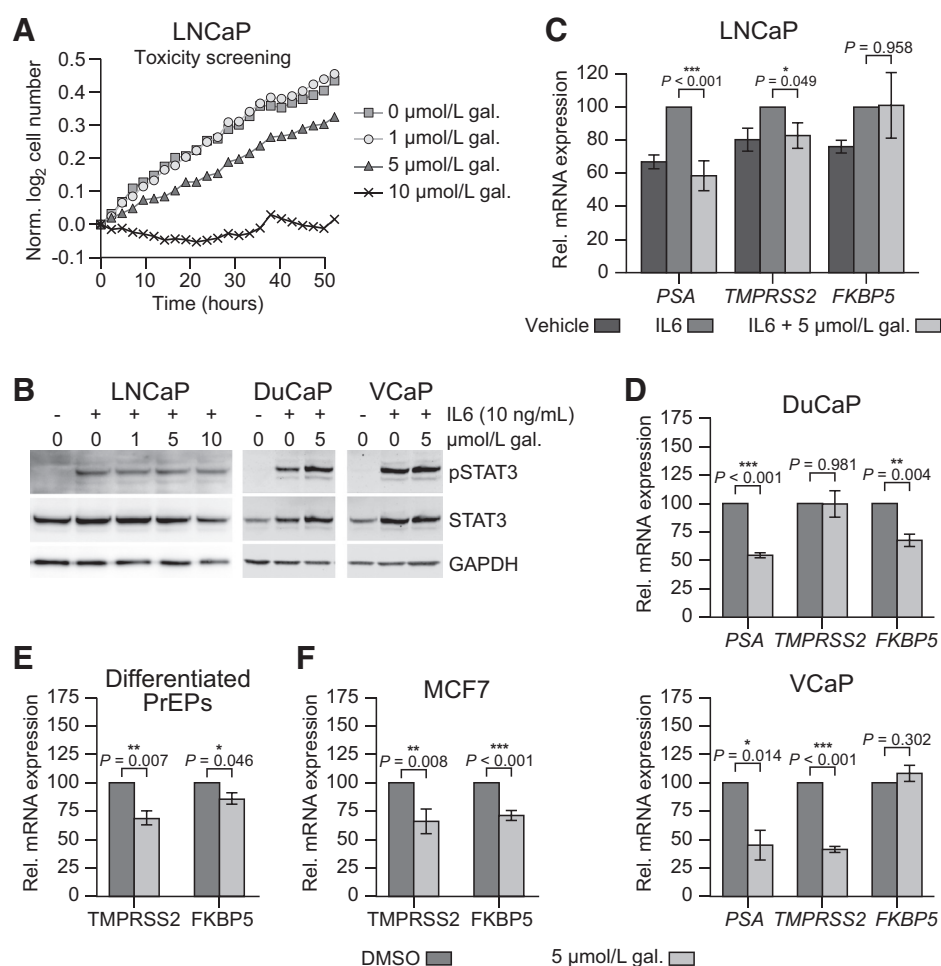 A
LNCaP
Toxicity screening
Norm. log2 cell number
0.5
0.4
0.3
0.2
0.1
0.0
-0.1
0 10 20 30 40 50
Time (hours)
0 μmol/L gal.
1 μmol/L gal.
5 μmol/L gal.
10 μmol/L gal.
C
LNCaP
Rel. mRNA expression
120
100
80
60
40
20
0
***
P < 0.001
*
P = 0.049
P = 0.958
PSA TMPRSS2 FKBP5
Vehicle IL6 IL6 + 5 μmol/L gal.
B
LNCaP DuCaP VCaP
- + + + + - + + - + + IL6 (10 ng/mL)
0 0 1 5 10 0 0 5 0 0 5 μmol/L gal.
pSTAT3
STAT3
GAPDH
D
DuCaP
Rel. mRNA expression
175
150
125
100
75
50
25
0
***
P < 0.001
P = 0.981
**
P = 0.004
PSA TMPRSS2 FKBP5
VCaP
Rel. mRNA expression
175
150
125
100
75
50
25
0
*
P = 0.014
***
P < 0.001
P = 0.302
PSA TMPRSS2 FKBP5
E
Differentiated
PrEPs
Rel. mRNA expression
175
150
125
100
75
50
25
0
**
P = 0.007
*
P = 0.046
TMPRSS2 FKBP5
F
MCF7
Rel. mRNA expression
175
150
125
100
75
50
25
0
**
P = 0.008
***
P < 0.001
TMPRSS2 FKBP5
DMSO 5 μmol/L gal.